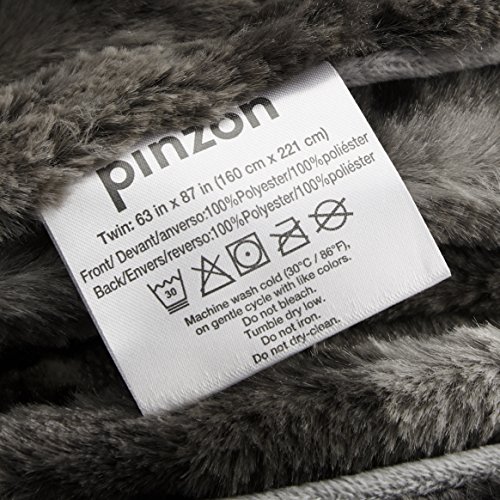 pinzon
Twin: 63 in x 87 in (160 cm x 221 cm)
Front/ Devant/anverso:100%Polyester/100%poliéster
Back/Envers/reverso:100%Polyester/100%poliéster
30
Machine wash cold (30°C / 86°F),
on gentle cycle with like colors.
Do not bleach.
Tumble dry low.
Do not iron.
Do not dry-clean.